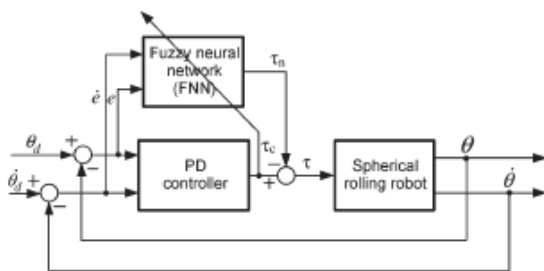 Fuzzy neural
network
(FNN)
τn
ė e
τc
θd + −
PD
controller
− + τ
Spherical
rolling robot
θ
θ̇d + −
θ̇